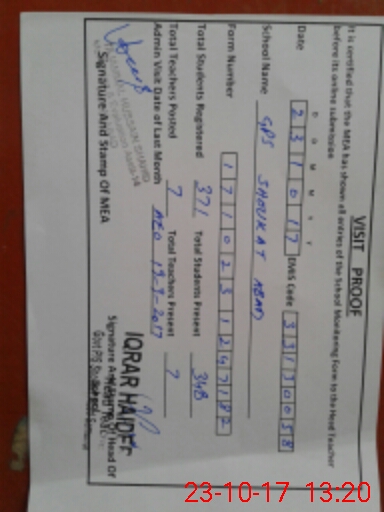 VISIT PROOF
It is certified that the MEA has shown all entries of the School Monitoring Form to the Head Teacher
before its online submission
D D M M Y Y
Date 2 3 1 0 1 7 EMIS Code 3 3 1 3 0 0 5 8
School Name GPS SHOUKAT ABAD
Form Number 1 7 1 0 2 3 1 2 4 7 1 8 2
Total Students Registered 371 Total Students Present 348
Total Teachers Posted 7 Total Teachers Present 7
Admin Visit Date of Last Month AEO 13-9-2017
IQRAR HAIDER
Signature And Stamp Of MEA
Signature And Of Head Of
School
23-10-17 13:20